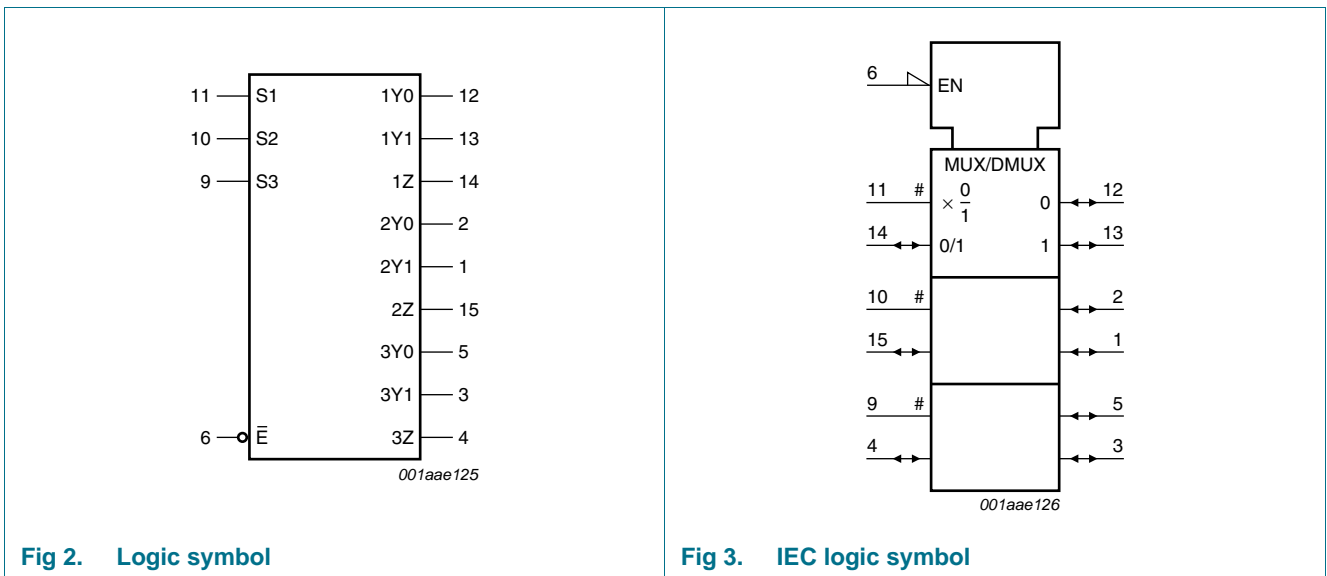 11 S1 1Y0 12
10 S2 1Y1 13
9 S3 1Z 14
2Y0 2
2Y1 1
2Z 15
3Y0 5
3Y1 3
6 E̅ 3Z 4
001aae125
Fig 2. Logic symbol
6 EN
MUX/DMUX
11 # × 0/1 0 12
14 0/1 1 13
10 # 2
15 1
9 # 5
4 3
001aae126
Fig 3. IEC logic symbol